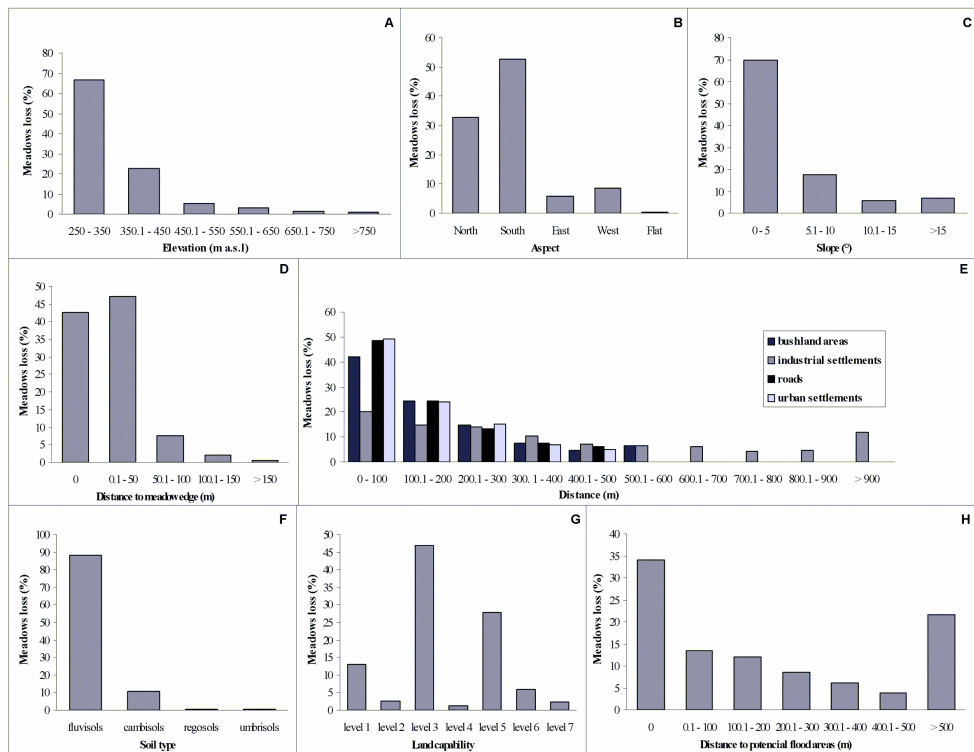 A
Meadows loss (%)
80
70
60
50
40
30
20
10
0
250 - 350 350.1 - 450 450.1 - 550 550.1 - 650 650.1 - 750 >750
Elevation (m a.s.l)
B
Meadows loss (%)
60
50
40
30
20
10
0
North South East West Flat
Aspect
C
Meadows loss (%)
80
70
60
50
40
30
20
10
0
0 - 5 5.1 - 10 10.1 - 15 >15
Slope (°)
D
Meadows loss (%)
50
45
40
35
30
25
20
15
10
5
0
0 0.1 - 50 50.1 - 100 100.1 - 150 >150
Distance to meadow edge (m)
E
Meadows loss (%)
60
50
40
30
20
10
0
bushland areas
industrial settlements
roads
urban settlements
0 - 100 100.1 - 200 200.1 - 300 300.1 - 400 400.1 - 500 500.1 - 600 600.1 - 700 700.1 - 800 800.1 - 900 > 900
Distance (m)
F
Meadows loss (%)
100
90
80
70
60
50
40
30
20
10
0
fluvisols cambisols regosols umbrisols
Soil type
G
Meadows loss (%)
50
45
40
35
30
25
20
15
10
5
0
level 1 level 2 level 3 level 4 level 5 level 6 level 7
Land capability
H
Meadows loss (%)
40
35
30
25
20
15
10
5
0
0 0.1 - 100 100.1 - 200 200.1 - 300 300.1 - 400 400.1 - 500 > 500
Distance to potencial flood areas (m)